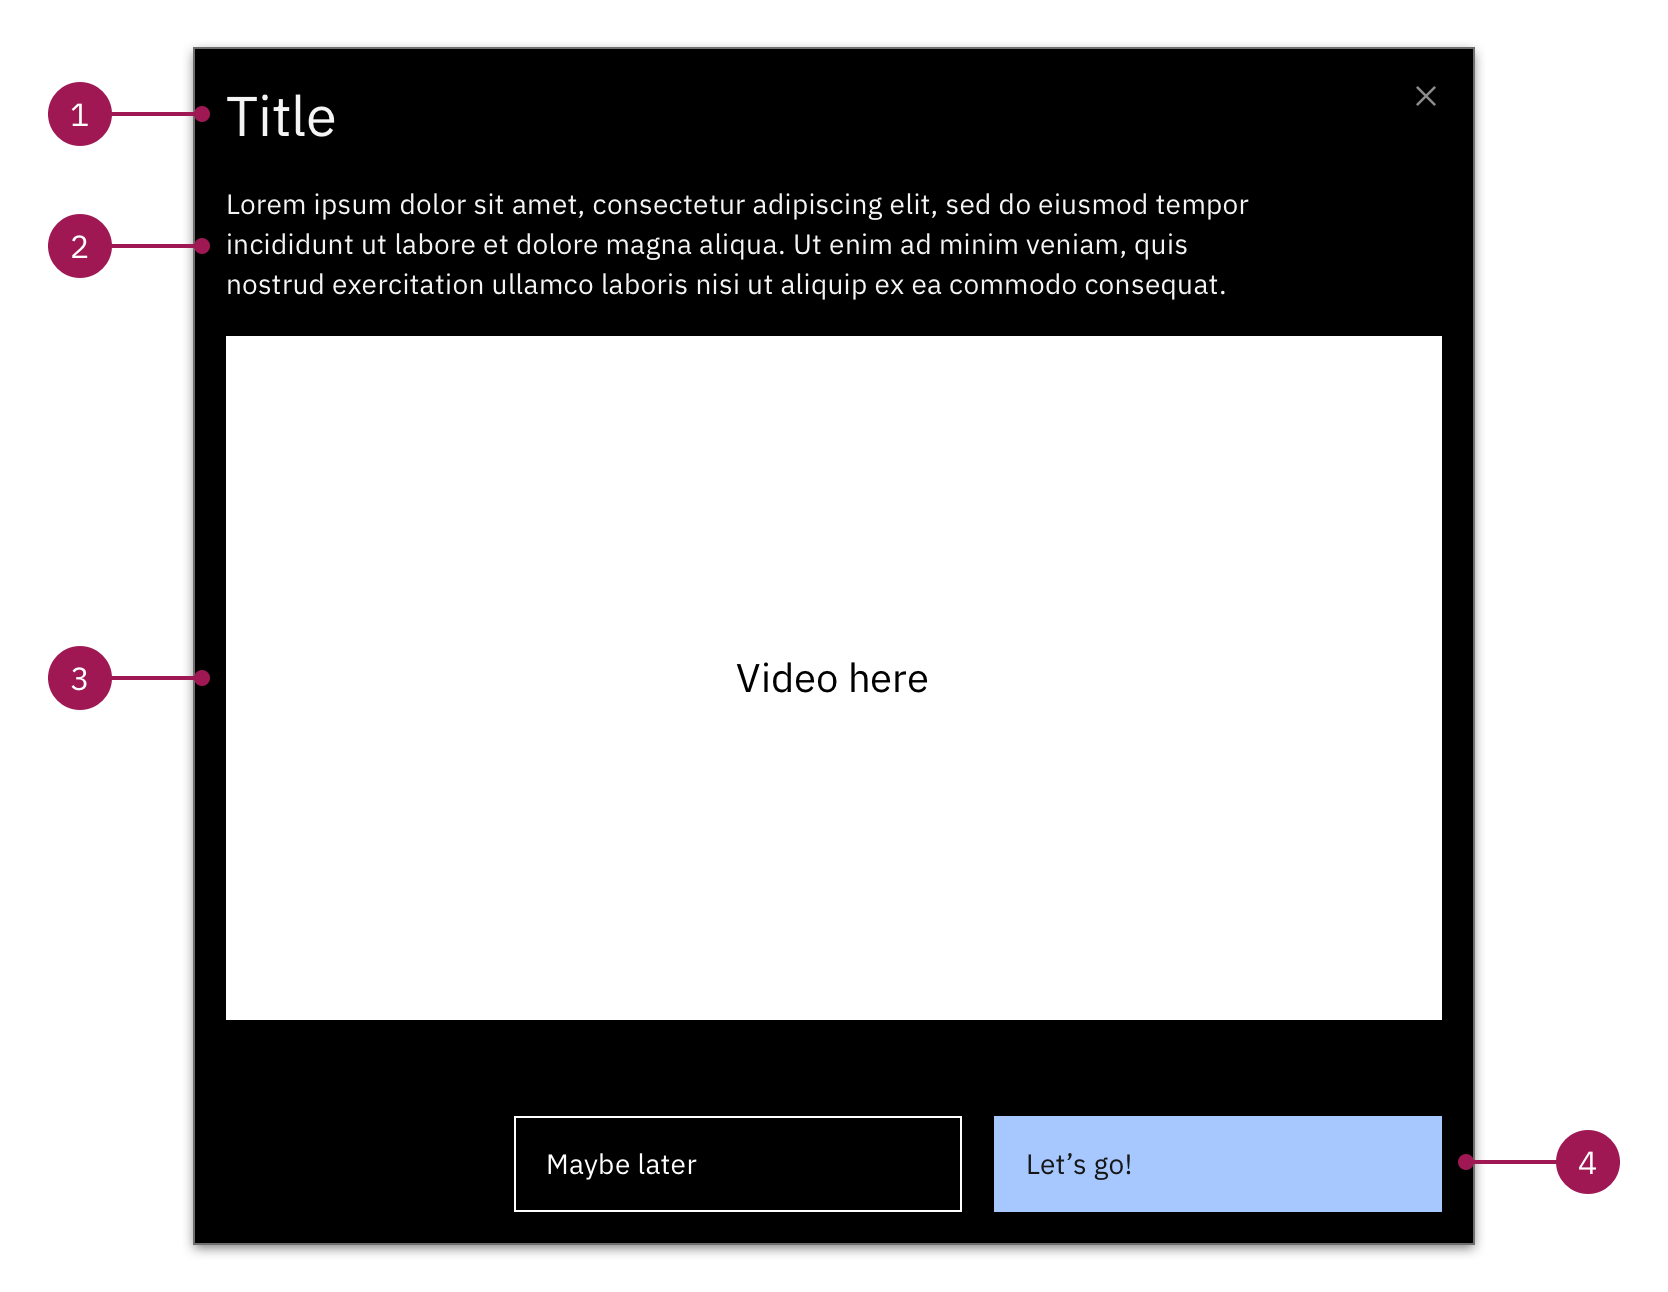 1
Title
2
Lorem ipsum dolor sit amet, consectetur adipiscing elit, sed do eiusmod tempor
incididunt ut labore et dolore magna aliqua. Ut enim ad minim veniam, quis
nostrud exercitation ullamco laboris nisi ut aliquip ex ea commodo consequat.
3
Video here
Maybe later
Let’s go!
4